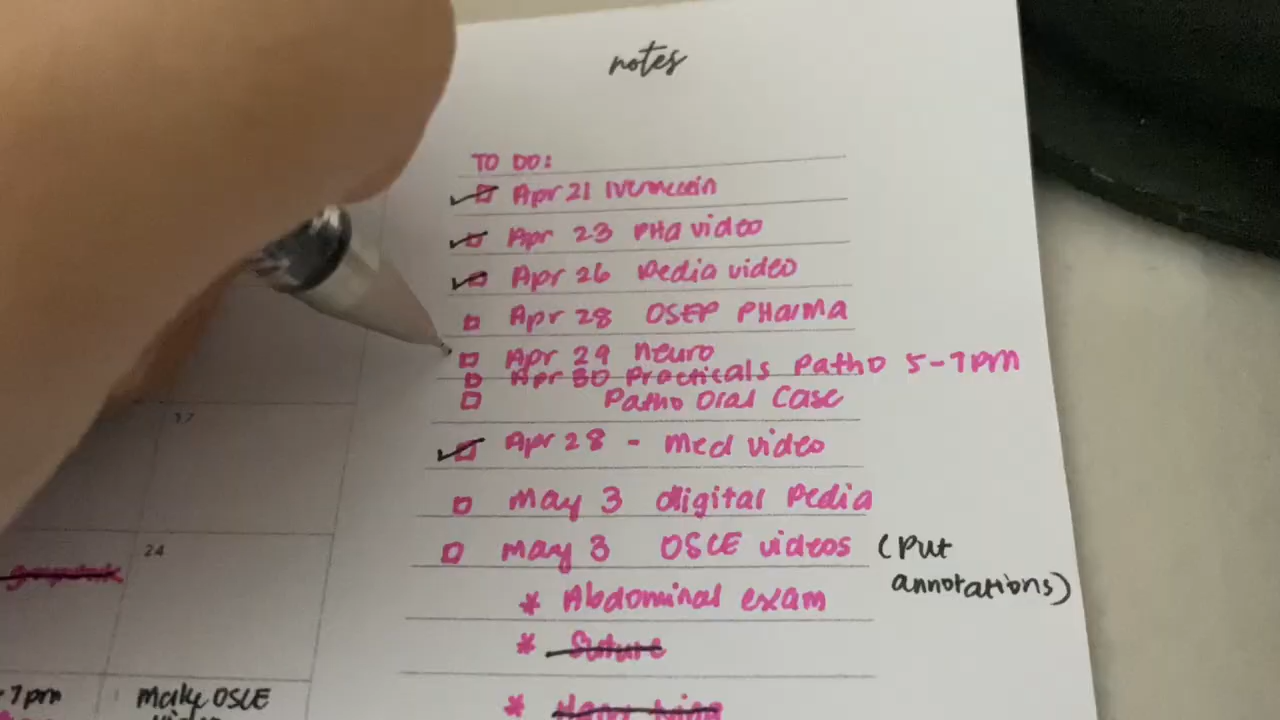 notes
TO DO:
Apr 21 Ivermectin
Apr 23 PHA video
Apr 26 Pedia video
Apr 28 OSEP PHarma
Apr 29 neuro
Apr 30 Practicals Patho 5-7pm
Patho Oral Case
Apr 28 - Med video
may 3 digital Pedia
may 3 OSCE videos (Put
annotations)
* Abdominal exam
* Suture
*
17
24
7pm
make OSCE